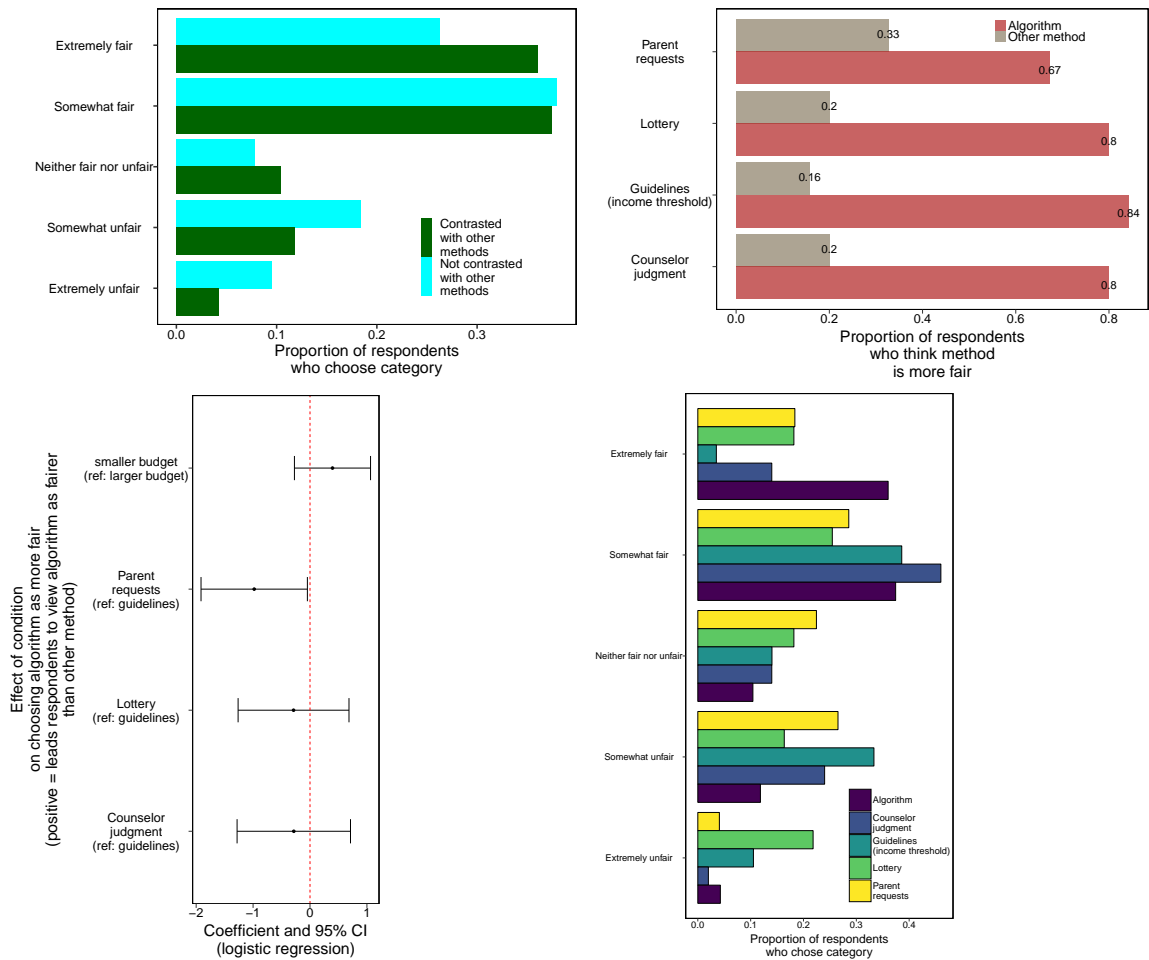 Extremely fair
Somewhat fair
Neither fair nor unfair
Somewhat unfair
Extremely unfair
Contrasted
with other
methods
Not contrasted
with other
methods
0.0
0.1
0.2
0.3
Proportion of respondents
who choose category
Parent
requests
Lottery
Guidelines
(income threshold)
Counselor
judgment
Algorithm
Other method
0.33
0.67
0.2
0.8
0.16
0.84
0.2
0.8
0.0
0.2
0.4
0.6
0.8
Proportion of respondents
who think method
is more fair
Effect of condition
on choosing algorithm as more fair
(positive = leads respondents to view algorithm as fairer
than other method)
smaller budget
(ref: larger budget)
Parent
requests
(ref: guidelines)
Lottery
(ref: guidelines)
Counselor
judgment
(ref: guidelines)
−2
−1
0
1
Coefficient and 95% CI
(logistic regression)
Extremely fair
Somewhat fair
Neither fair nor unfair
Somewhat unfair
Extremely unfair
Algorithm
Counselor
judgment
Guidelines
(income threshold)
Lottery
Parent
requests
0.0
0.1
0.2
0.3
0.4
Proportion of respondents
who chose category